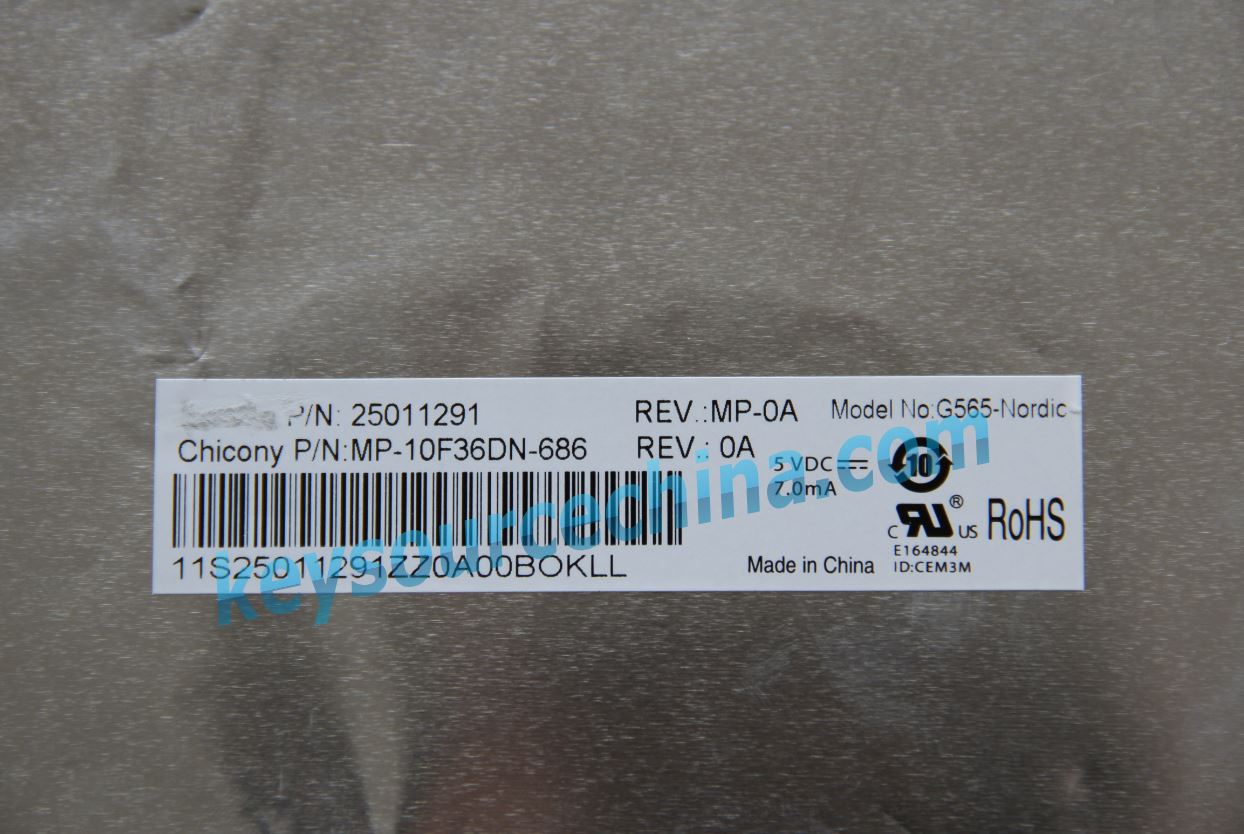 P/N: 25011291 REV.:MP-0A Model No:G565-Nordic
Chicony P/N:MP-10F36DN-686 REV.: 0A
5 VDC
7.0mA
10
11S25011291ZZ0A00BOKLL
Made in China
c RU ® US
E164844
ID:CEM3M
RoHS
keysourcechina.com